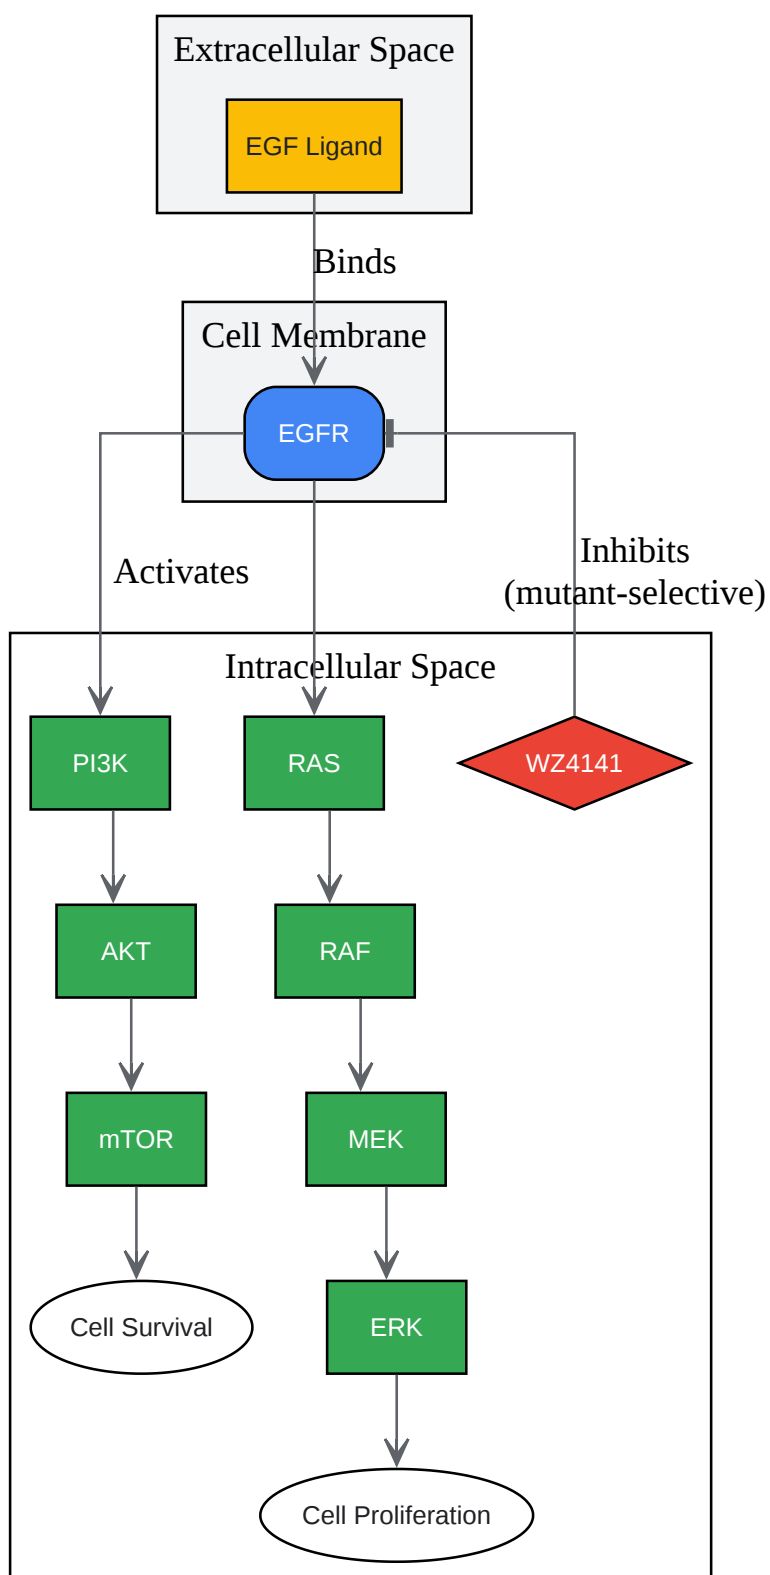 Extracellular Space
EGF Ligand
Binds
Cell Membrane
EGFR
Activates
Inhibits
(mutant-selective)
Intracellular Space
PI3K
RAS
WZ4141
AKT
RAF
mTOR
MEK
Cell Survival
ERK
Cell Proliferation